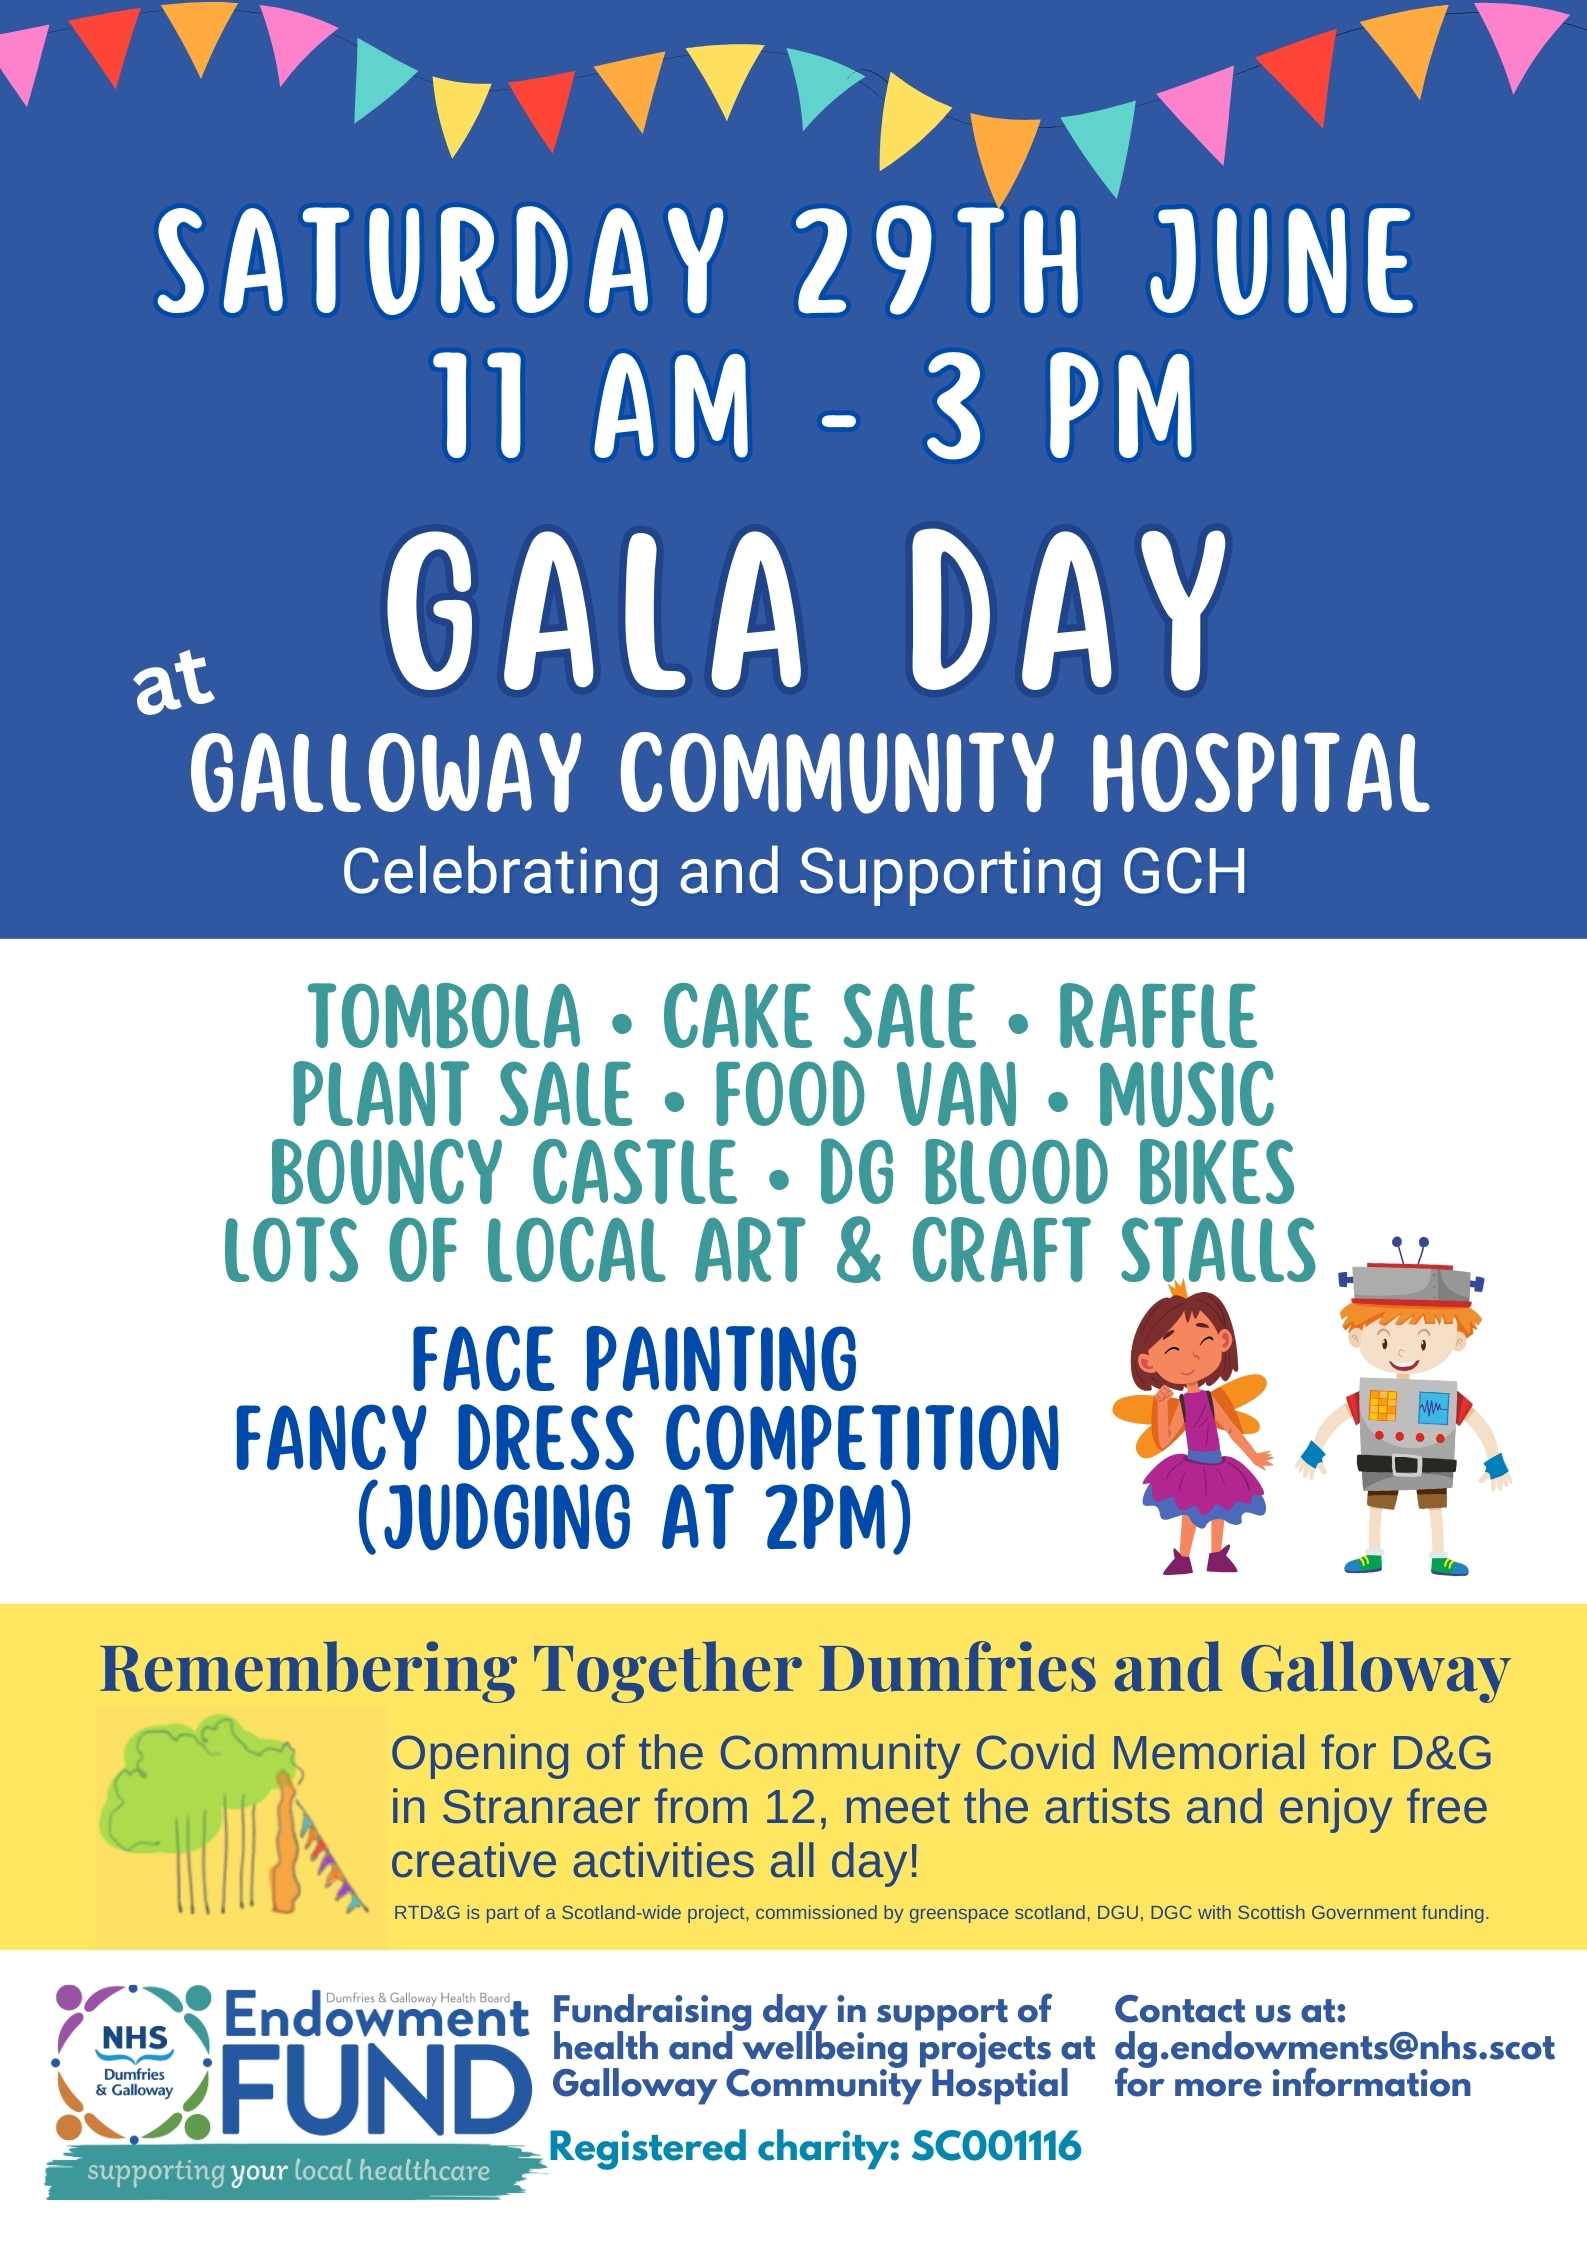 SATURDAY 29TH JUNE
11 AM - 3 PM
GALA DAY
at
GALLOWAY COMMUNITY HOSPITAL
Celebrating and Supporting GCH
TOMBOLA • CAKE SALE • RAFFLE
PLANT SALE • FOOD VAN • MUSIC
BOUNCY CASTLE • DG BLOOD BIKES
LOTS OF LOCAL ART & CRAFT STALLS
FACE PAINTING
FANCY DRESS COMPETITION
(JUDGING AT 2PM)
Remembering Together Dumfries and Galloway
Opening of the Community Covid Memorial for D&G
in Stranraer from 12, meet the artists and enjoy free
creative activities all day!
RTD&G is part of a Scotland-wide project, commissioned by greenspace scotland, DGU, DGC with Scottish Government funding.
NHS
Dumfries
& Galloway
Dumfries & Galloway Health Board
Endowment
FUND
supporting your local healthcare
Fundraising day in support of
health and wellbeing projects at
Galloway Community Hosptial
Registered charity: SC001116
Contact us at:
dg.endowments@nhs.scot
for more information